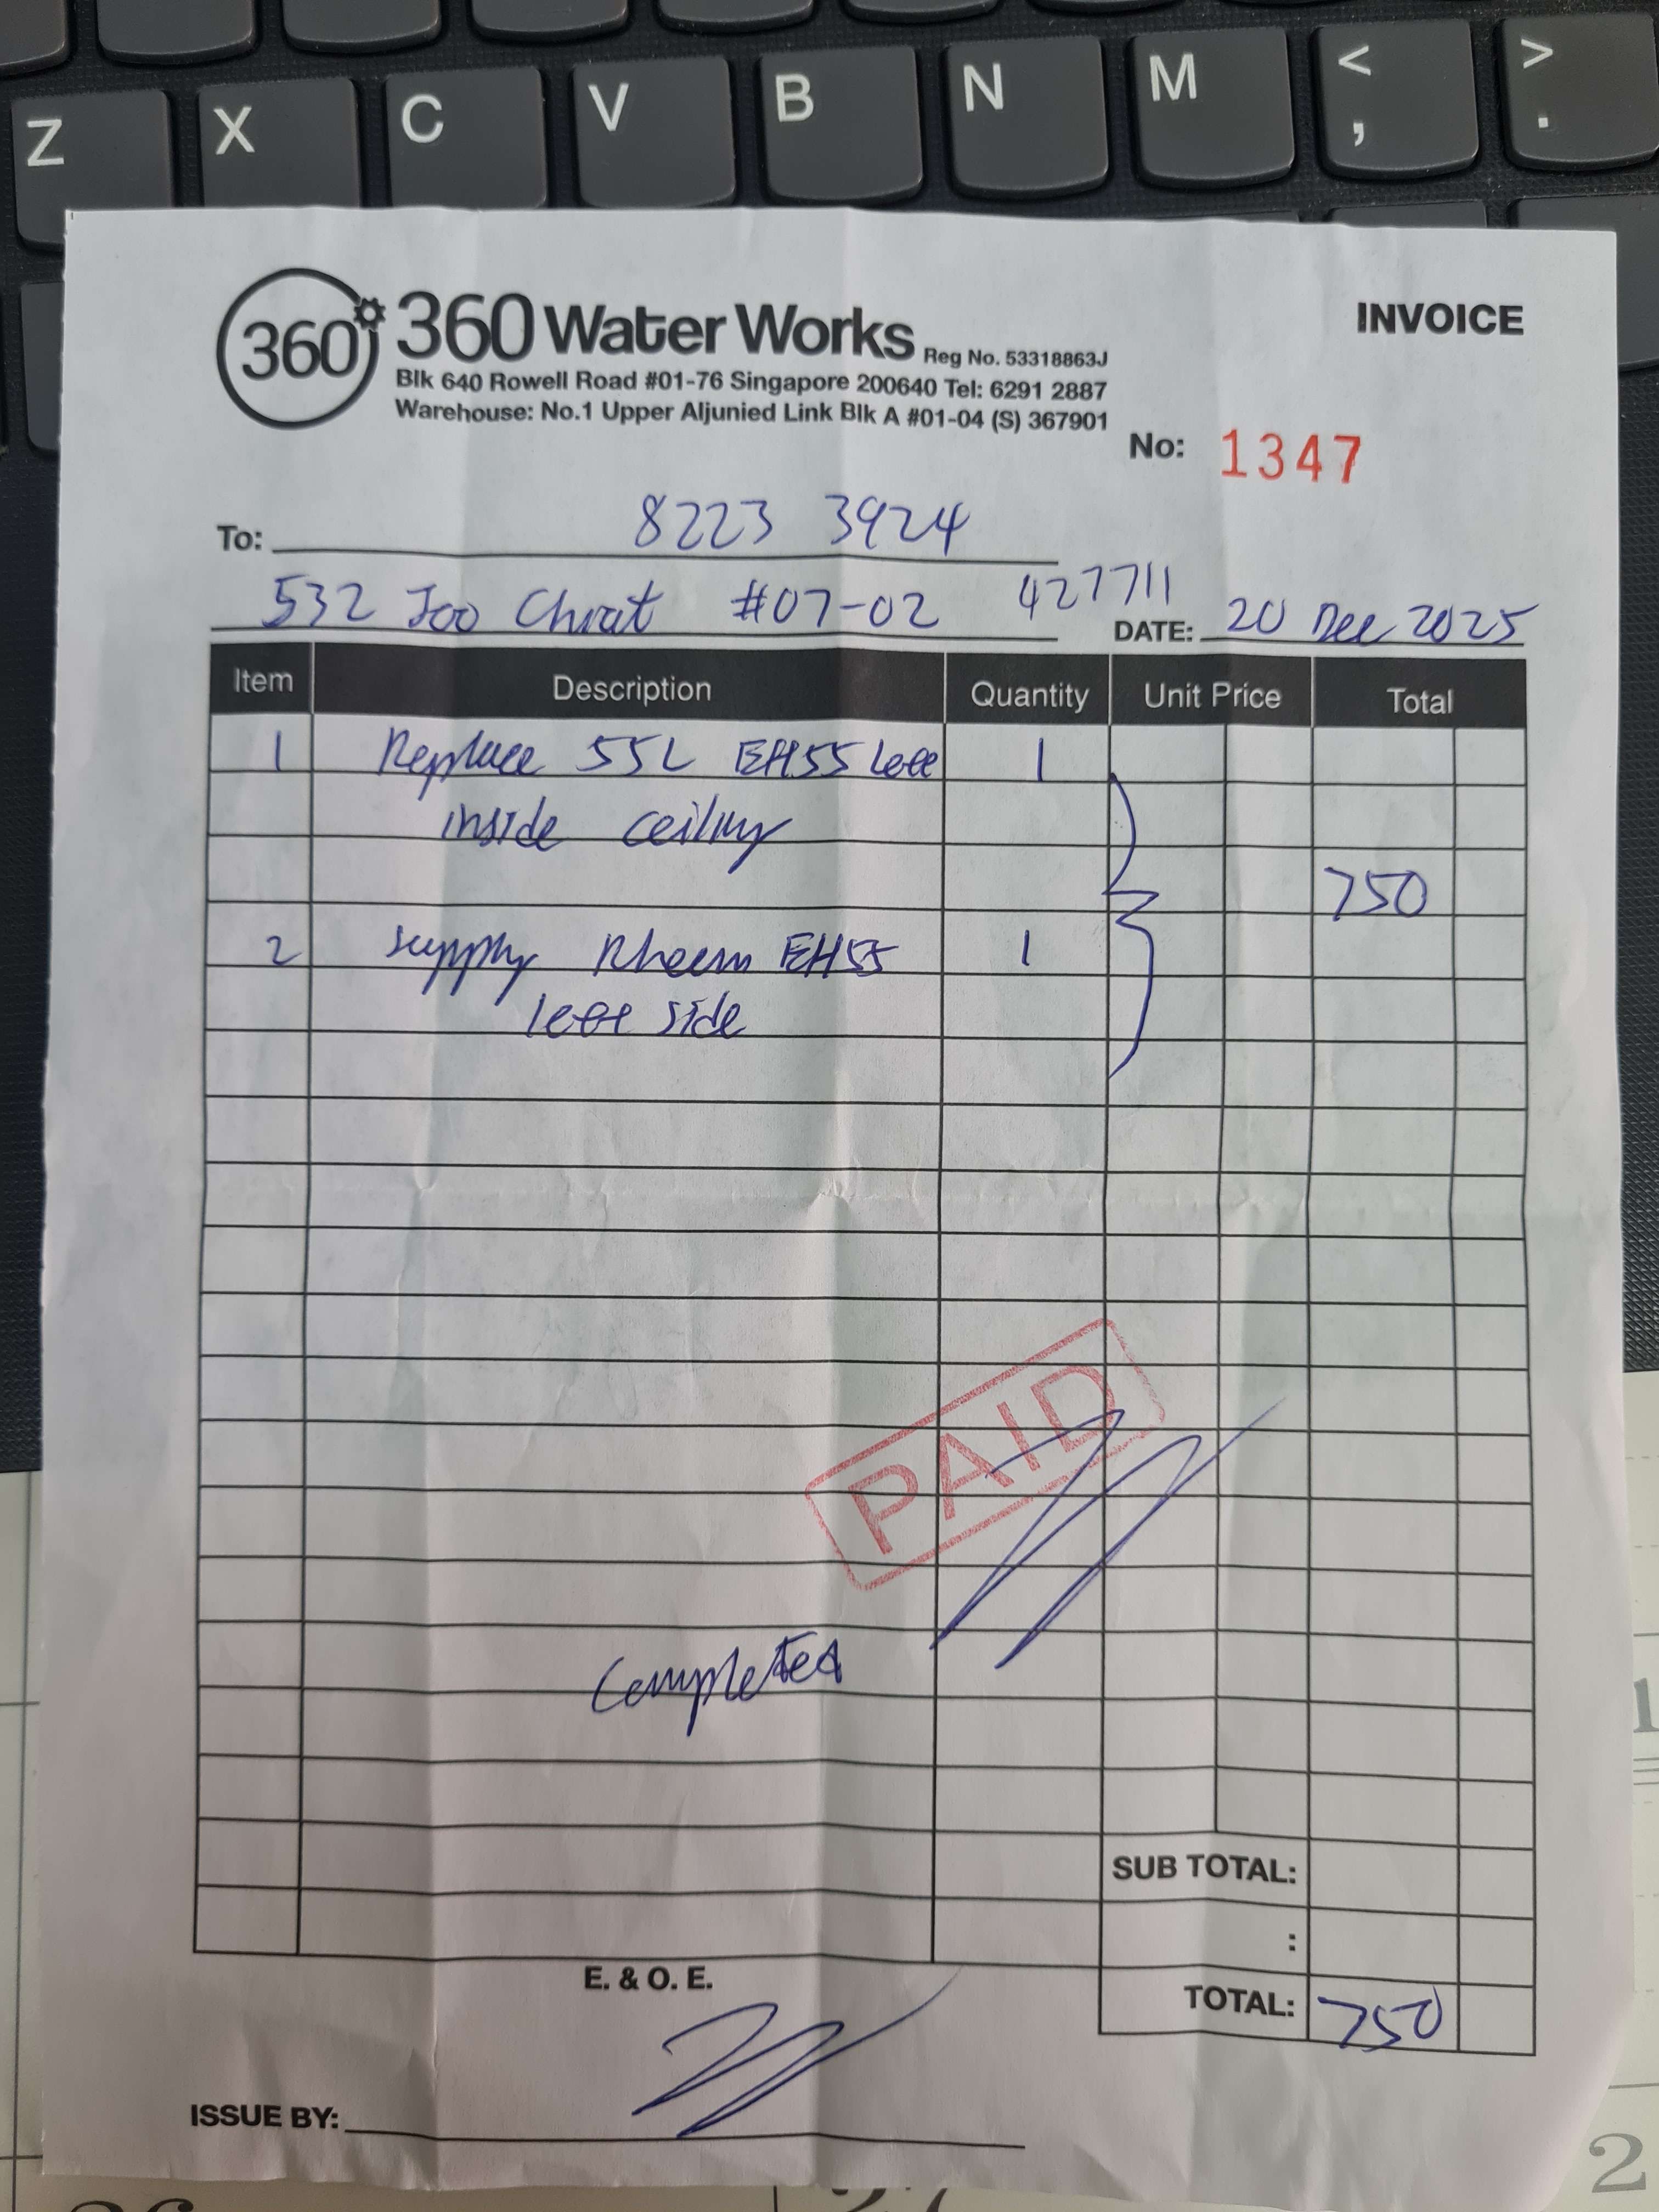 Z X C V B N M < , > .
360
360 Water Works Reg No. 53318863J
INVOICE
Blk 640 Rowell Road #01-76 Singapore 200640 Tel: 6291 2887
Warehouse: No.1 Upper Aljunied Link Blk A #01-04 (S) 367901
No: 1347
To: 8223 3924
532 Joo Chiat #07-02 427711
DATE: 20 Dec 2025
Item Description Quantity Unit Price Total
1 Replace 55L EH55 left 1
inside ceiling
750
2 supply Rheem EH55 1
left side
PAID
Completed
SUB TOTAL:
:
E. & O. E.
TOTAL: 750
ISSUE BY:
2